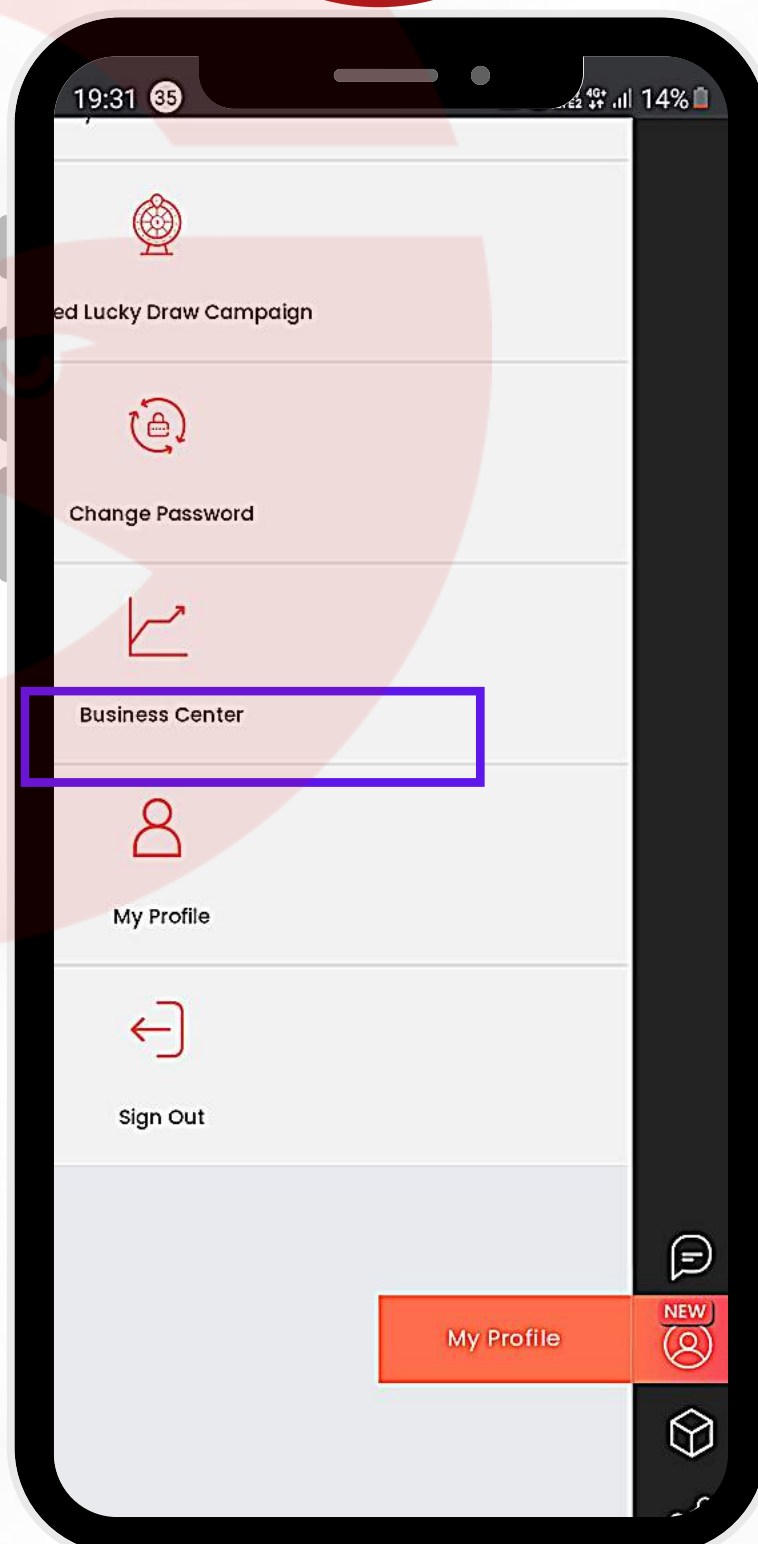 19:31 35
4G+ 14%
ed Lucky Draw Campaign
Change Password
Business Center
My Profile
Sign Out
NEW
My Profile